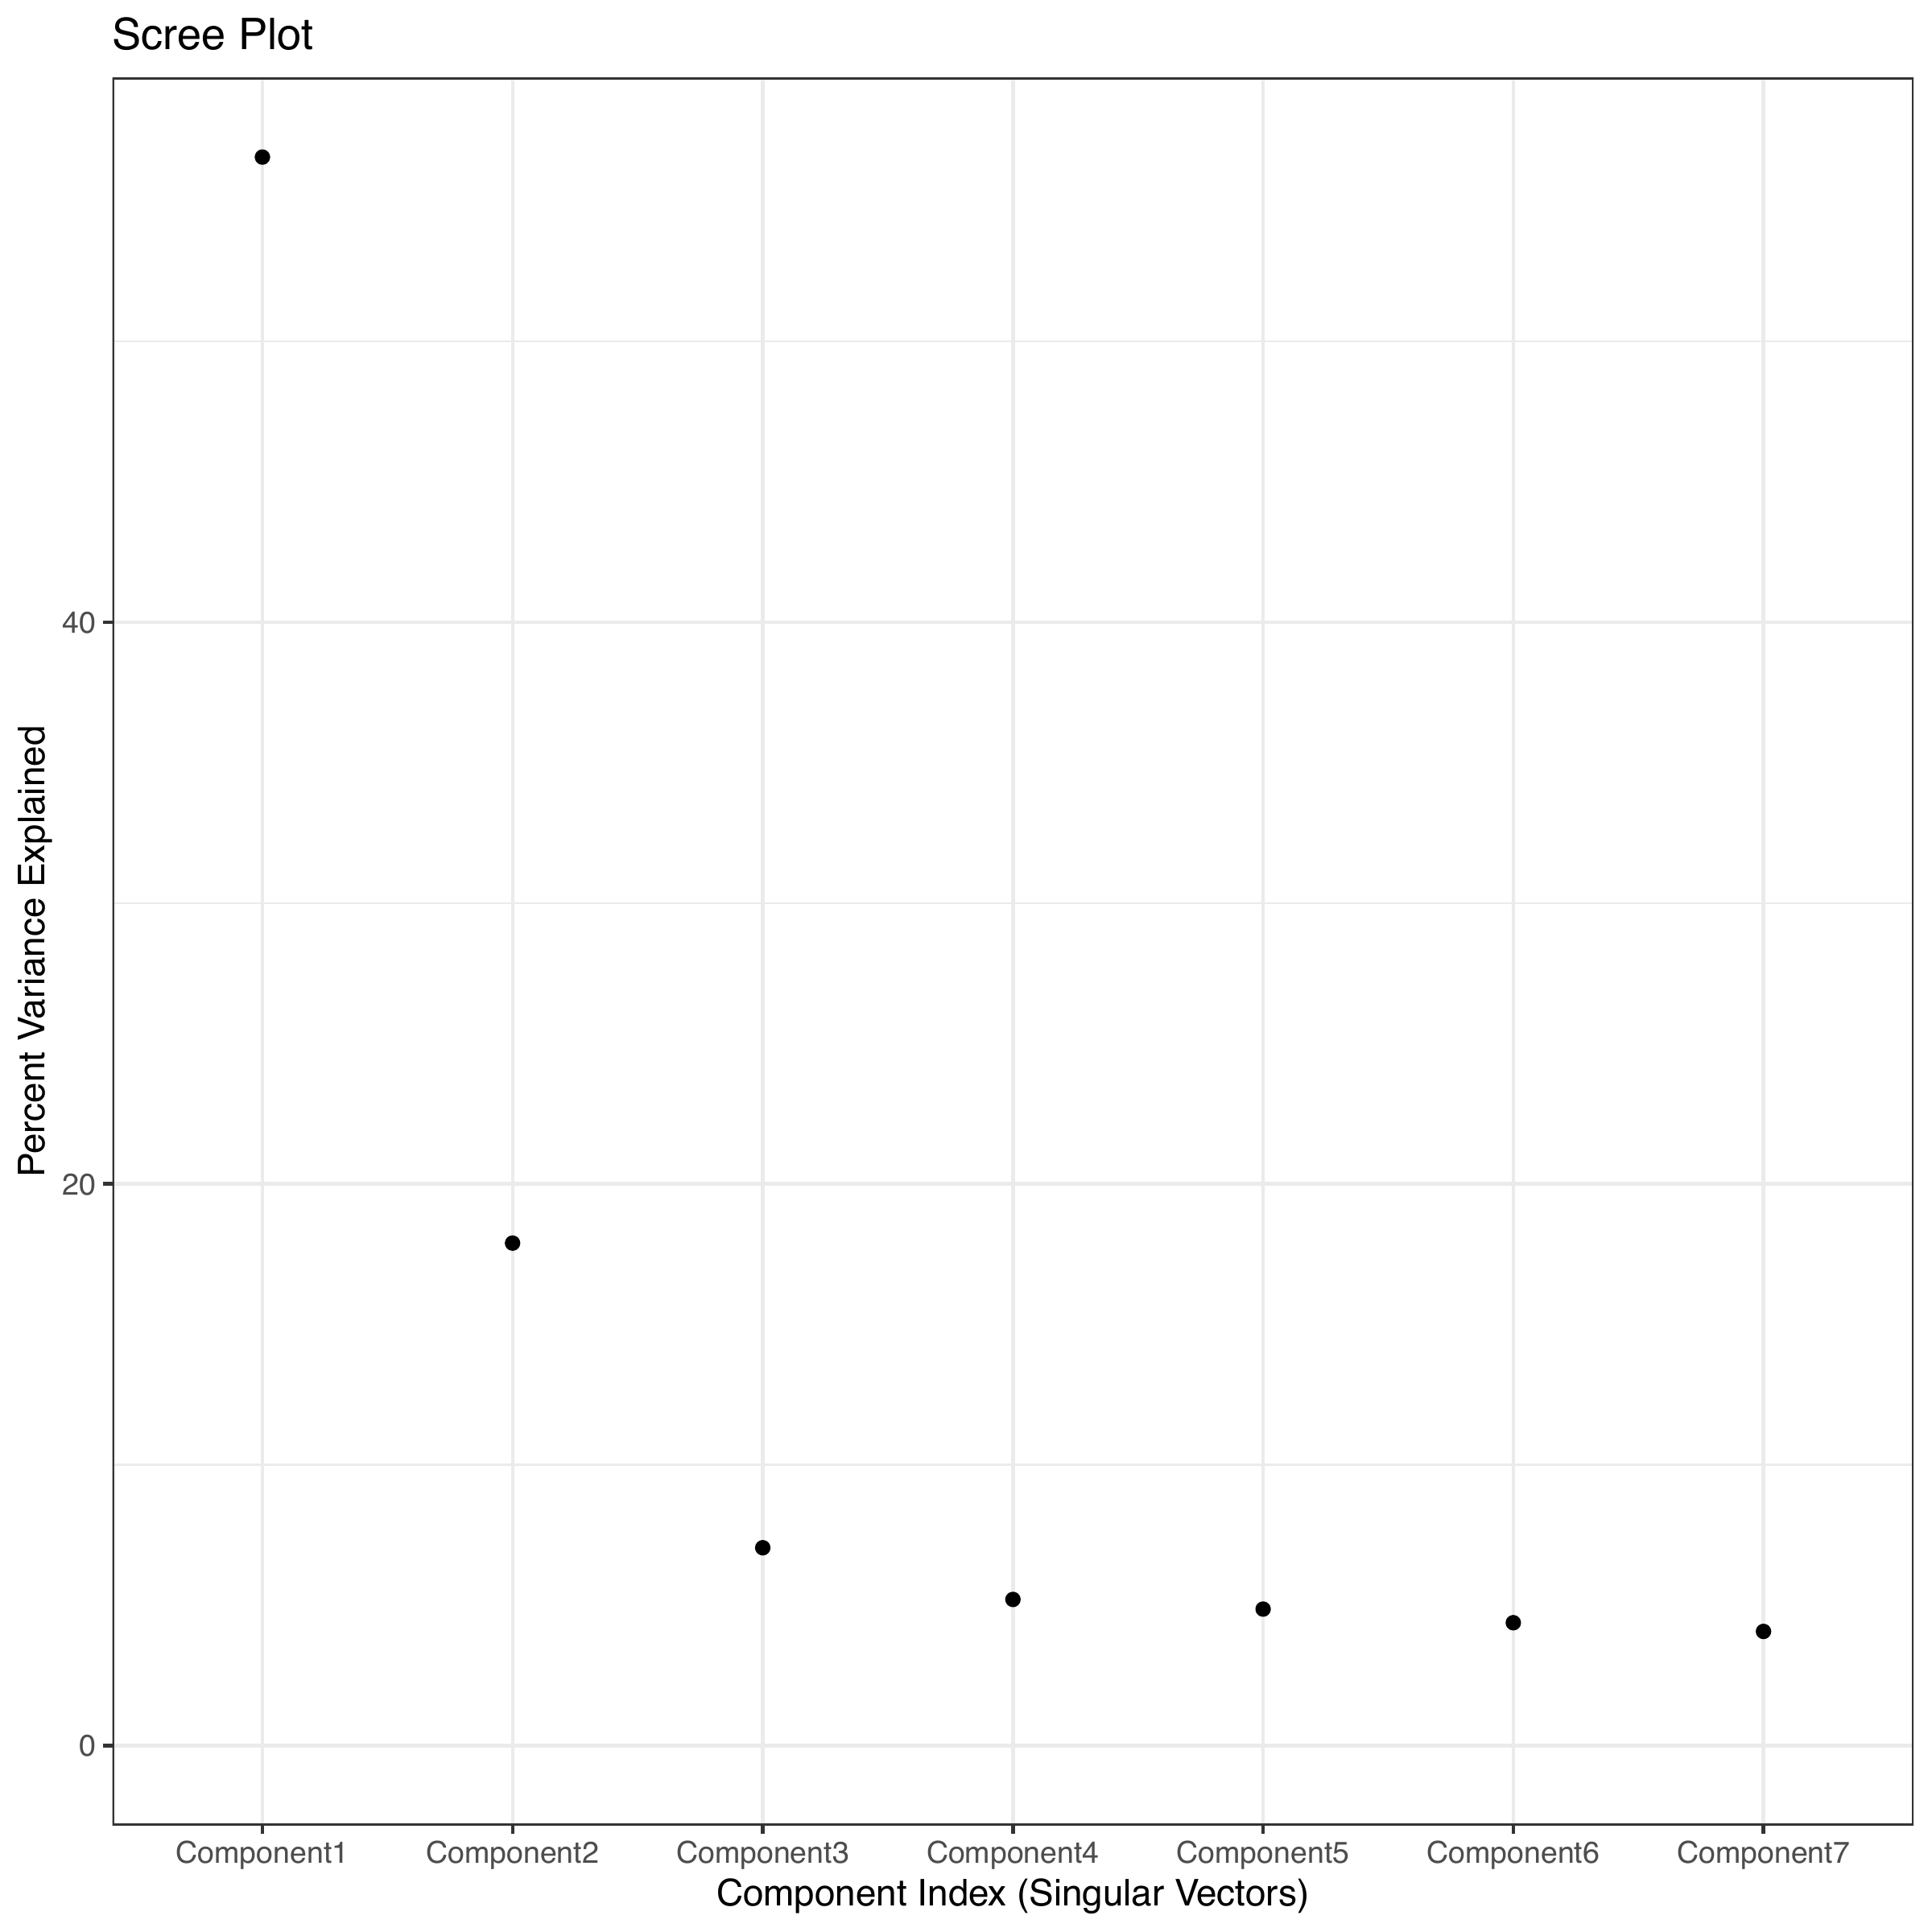 Scree Plot
Percent Variance Explained
40
20
0
Component1 Component2 Component3 Component4 Component5 Component6 Component7
Component Index (Singular Vectors)